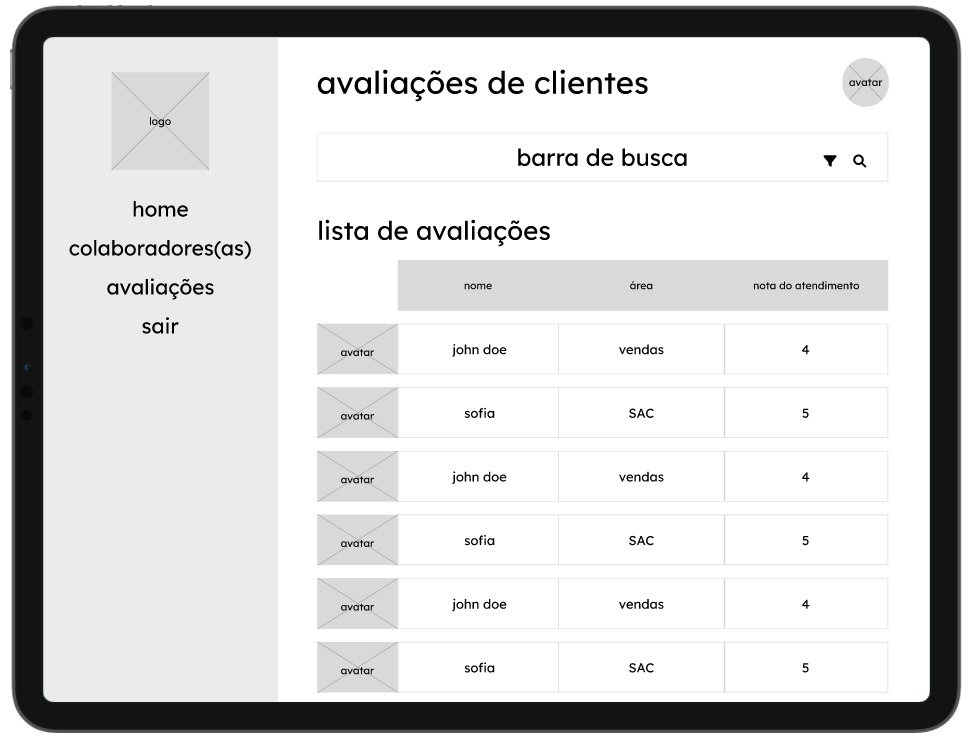 logo
home
colaboradores(as)
avaliações
sair
avaliações de clientes
avatar
barra de busca
lista de avaliações
nome área nota do atendimento
avatar john doe vendas 4
avatar sofia SAC 5
avatar john doe vendas 4
avatar sofia SAC 5
avatar john doe vendas 4
avatar sofia SAC 5